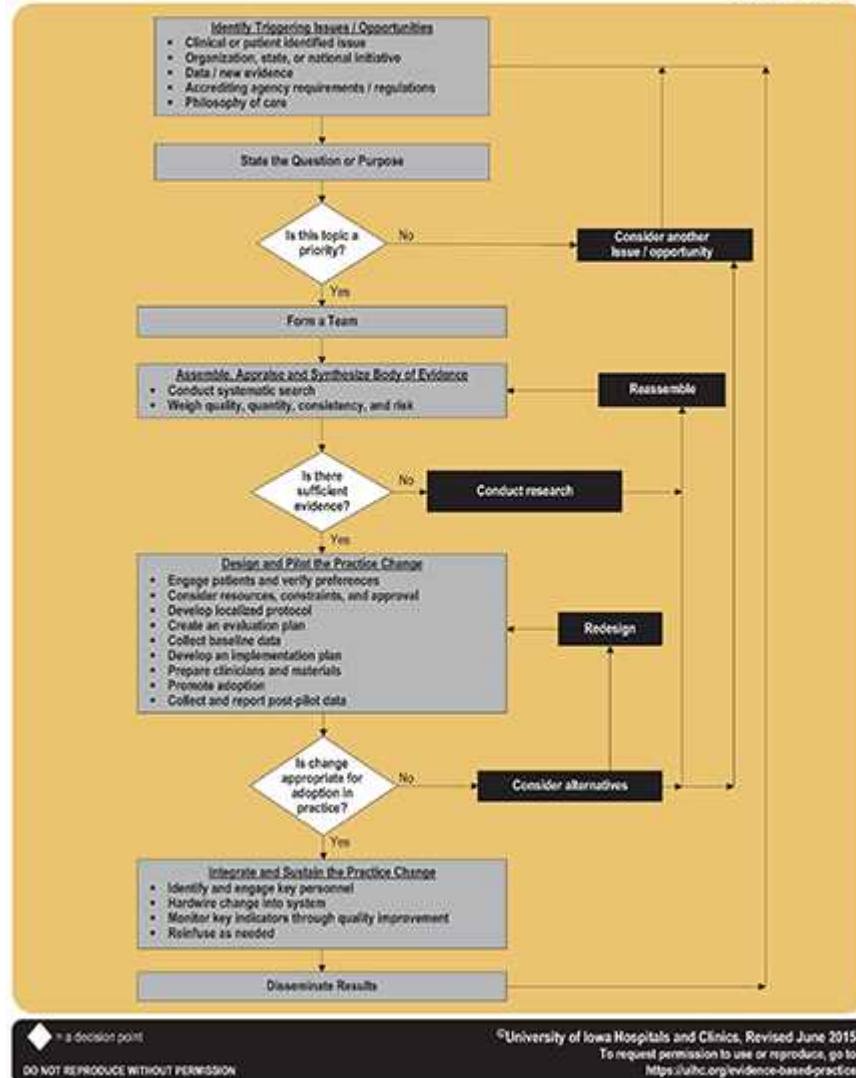 Identify Triggering Issues / Opportunities
▪ Clinical or patient identified issue
▪ Organization, state, or national initiative
▪ Data / new evidence
▪ Accrediting agency requirements / regulations
▪ Philosophy of care
State the Question or Purpose
Is this topic a
priority?
No
Consider another
Issue / opportunity
Yes
Form a Team
Assemble, Appraise and Synthesize Body of Evidence
▪ Conduct systematic search
▪ Weigh quality, quantity, consistency, and risk
Reassemble
Is there
sufficient
evidence?
No
Conduct research
Yes
Design and Pilot the Practice Change
▪ Engage patients and verify preferences
▪ Consider resources, constraints, and approval
▪ Develop localized protocol
▪ Create an evaluation plan
▪ Collect baseline data
▪ Develop an implementation plan
▪ Prepare clinicians and materials
▪ Promote adoption
▪ Collect and report post-pilot data
Redesign
Is change
appropriate for
adoption in
practice?
No
Consider alternatives
Yes
Integrate and Sustain the Practice Change
▪ Identify and engage key personnel
▪ Hardwire change into system
▪ Monitor key indicators through quality improvement
▪ Reinfuse as needed
Disseminate Results
= a decision point
©University of Iowa Hospitals and Clinics, Revised June 2015
To request permission to use or reproduce, go to
https://uihc.org/evidence-based-practice
DO NOT REPRODUCE WITHOUT PERMISSION